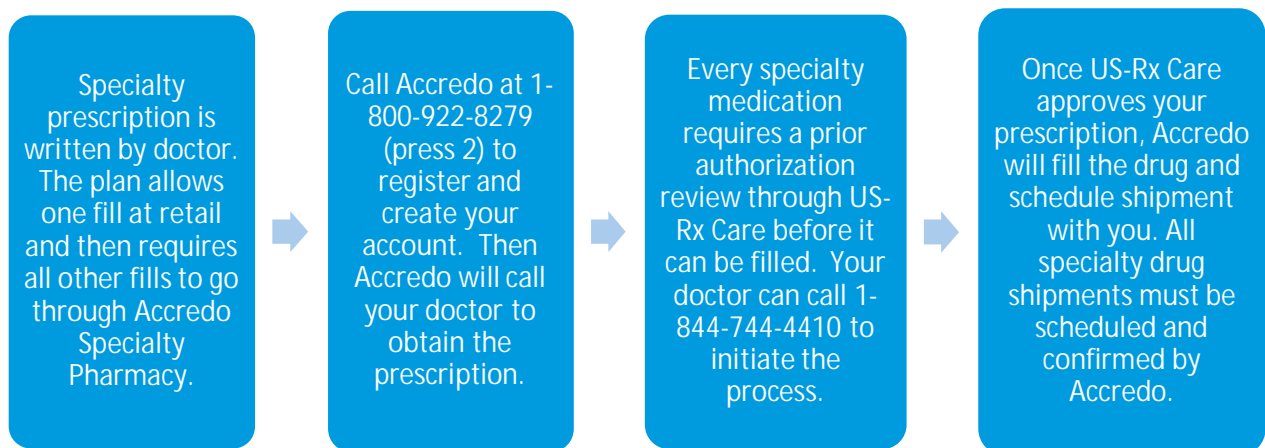 Specialty
prescription is
written by doctor.
The plan allows
one fill at retail
and then requires
all other fills to go
through Accredo
Specialty
Pharmacy.
Call Accredo at 1-
800-922-8279
(press 2) to
register and
create your
account.  Then
Accredo will call
your doctor to
obtain the
prescription.
Every specialty
medication
requires a prior
authorization
review through US-
Rx Care before it
can be filled.  Your
doctor can call 1-
844-744-4410 to
initiate the
process.
Once US-Rx Care
approves your
prescription, Accredo
will fill the drug and
schedule shipment
with you. All
specialty drug
shipments must be
scheduled and
confirmed by
Accredo.